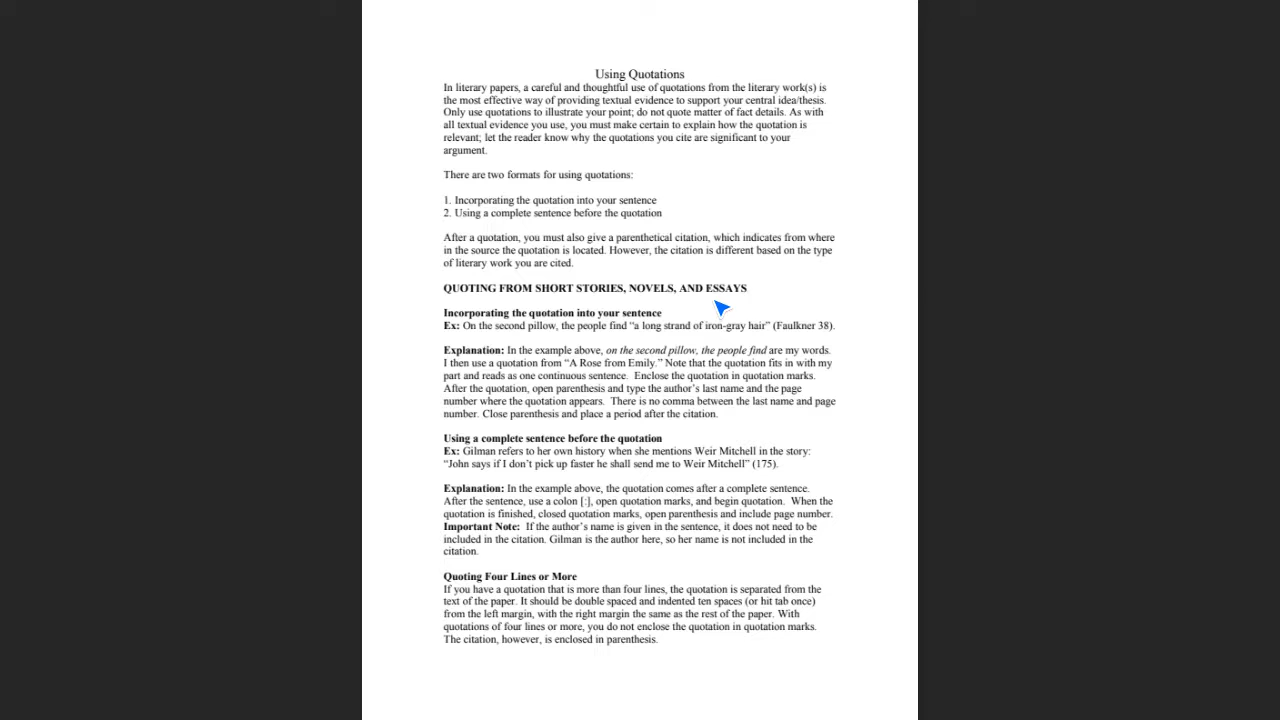 Using Quotations
In literary papers, a careful and thoughtful use of quotations from the literary work(s) is
the most effective way of providing textual evidence to support your central idea/thesis.
Only use quotations to illustrate your point; do not quote matter of fact details. As with
all textual evidence you use, you must make certain to explain how the quotation is
relevant; let the reader know why the quotations you cite are significant to your
argument.
There are two formats for using quotations:
1. Incorporating the quotation into your sentence
2. Using a complete sentence before the quotation
After a quotation, you must also give a parenthetical citation, which indicates from where
in the source the quotation is located. However, the citation is different based on the type
of literary work you are cited.
QUOTING FROM SHORT STORIES, NOVELS, AND ESSAYS
Incorporating the quotation into your sentence
Ex: On the second pillow, the people find “a long strand of iron-gray hair” (Faulkner 38).
Explanation: In the example above, on the second pillow, the people find are my words.
I then use a quotation from “A Rose from Emily.” Note that the quotation fits in with my
part and reads as one continuous sentence.  Enclose the quotation in quotation marks.
After the quotation, open parenthesis and type the author’s last name and the page
number where the quotation appears.  There is no comma between the last name and page
number. Close parenthesis and place a period after the citation.
Using a complete sentence before the quotation
Ex: Gilman refers to her own history when she mentions Weir Mitchell in the story:
“John says if I don’t pick up faster he shall send me to Weir Mitchell” (175).
Explanation: In the example above, the quotation comes after a complete sentence.
After the sentence, use a colon [:], open quotation marks, and begin quotation.  When the
quotation is finished, closed quotation marks, open parenthesis and include page number.
Important Note:  If the author’s name is given in the sentence, it does not need to be
included in the citation. Gilman is the author here, so her name is not included in the
citation.
Quoting Four Lines or More
If you have a quotation that is more than four lines, the quotation is separated from the
text of the paper. It should be double spaced and indented ten spaces (or hit tab once)
from the left margin, with the right margin the same as the rest of the paper. With
quotations of four lines or more, you do not enclose the quotation in quotation marks.
The citation, however, is enclosed in parenthesis.